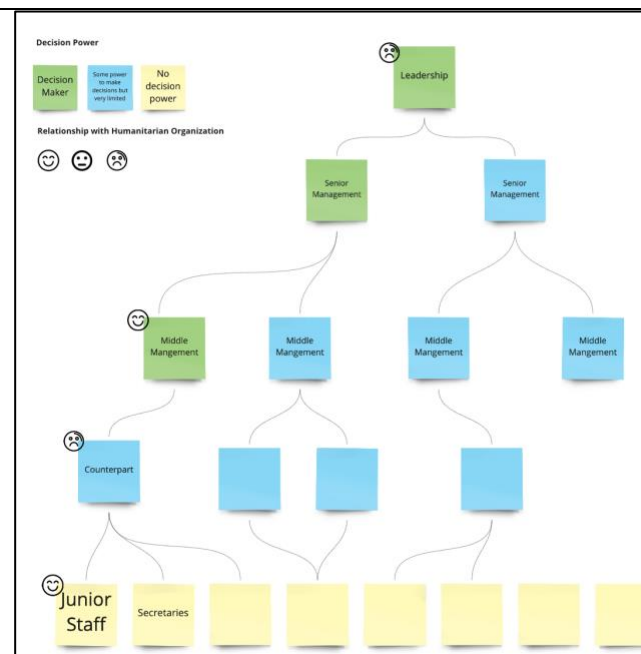 Decision Power
Decision
Maker
Some power
to make
decisions but
very limited
No
decision
power
Relationship with Humanitarian Organization
Leadership
Senior
Management
Senior
Management
Middle
Mangement
Middle
Mangement
Middle
Mangement
Middle
Mangement
Counterpart
Junior
Staff
Secretaries